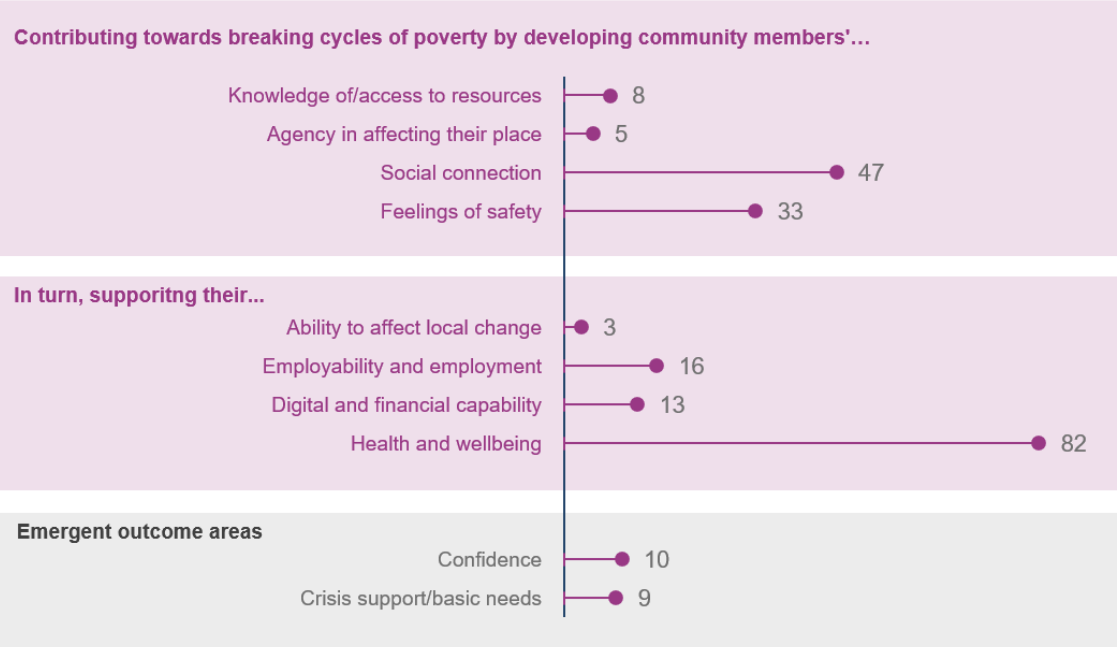 Contributing towards breaking cycles of poverty by developing community members'...
Knowledge of/access to resources 8
Agency in affecting their place 5
Social connection 47
Feelings of safety 33
In turn, supporitng their...
Ability to affect local change 3
Employability and employment 16
Digital and financial capability 13
Health and wellbeing 82
Emergent outcome areas
Confidence 10
Crisis support/basic needs 9